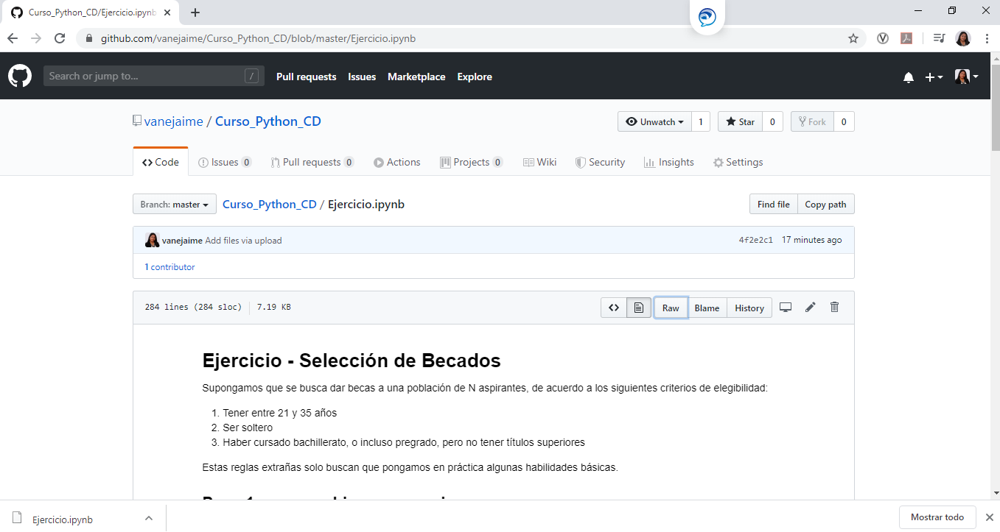 Curso_Python_CD/Ejercicio.ipynb
github.com/vanejaime/Curso_Python_CD/blob/master/Ejercicio.ipynb
Search or jump to... / Pull requests Issues Marketplace Explore
vanejaime / Curso_Python_CD Unwatch 1 Star 0 Fork 0
Code Issues 0 Pull requests 0 Actions Projects 0 Wiki Security Insights Settings
Branch: master Curso_Python_CD / Ejercicio.ipynb Find file Copy path
vanejaime Add files via upload 4f2e2c1 17 minutes ago
1 contributor
284 lines (284 sloc) 7.19 KB Raw Blame History
Ejercicio - Selección de Becados
Supongamos que se busca dar becas a una población de N aspirantes, de acuerdo a los siguientes criterios de elegibilidad:
1. Tener entre 21 y 35 años
2. Ser soltero
3. Haber cursado bachillerato, o incluso pregrado, pero no tener títulos superiores
Estas reglas extrañas solo buscan que pongamos en práctica algunas habilidades básicas.
Ejercicio.ipynb Mostrar todo